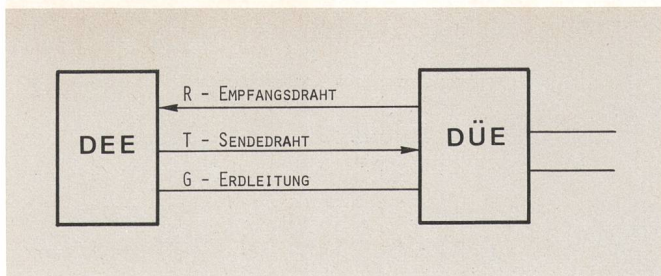 R - EMPFANGSDRAHT
DEE
T - SENDEDRAHT
DÜE
G - ERDLEITUNG